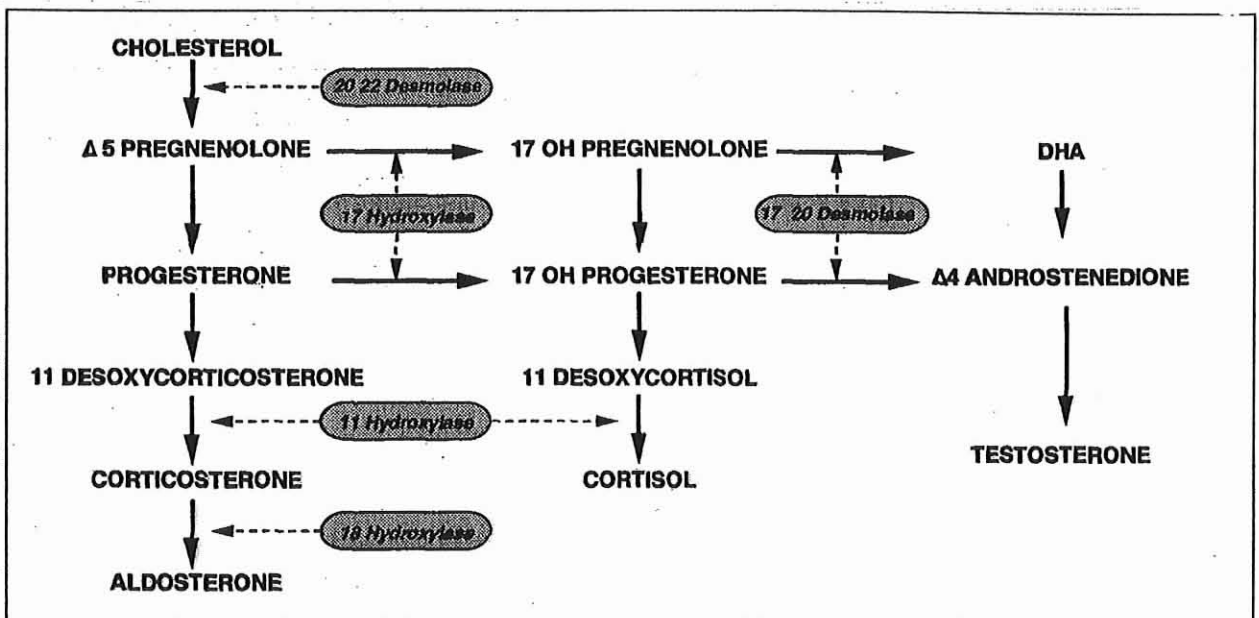 CHOLESTEROL
20 22 Desmolase
Δ 5 PREGNENOLONE 17 OH PREGNENOLONE DHA
17 Hydroxylase 17 20 Desmolase
PROGESTERONE 17 OH PROGESTERONE Δ4 ANDROSTENEDIONE
11 DESOXYCORTICOSTERONE 11 DESOXYCORTISOL
11 Hydroxylase
CORTICOSTERONE CORTISOL TESTOSTERONE
18 Hydroxylase
ALDOSTERONE